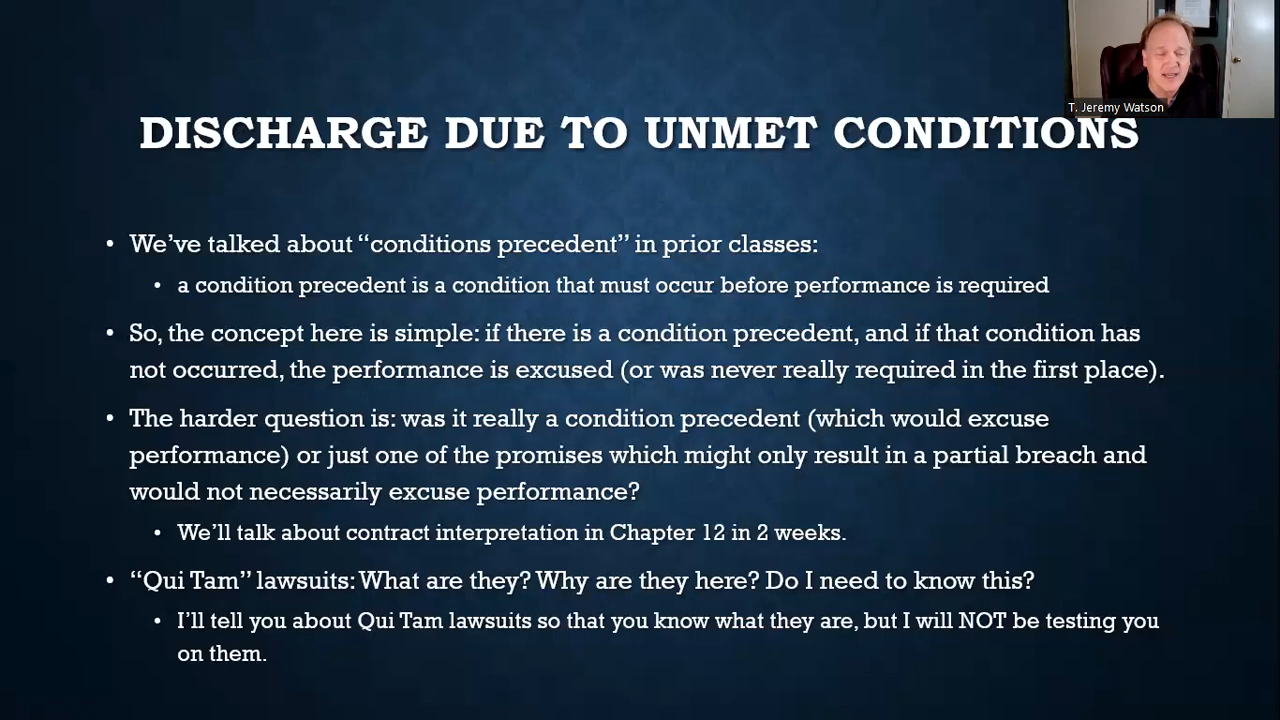 T. Jeremy Watson
DISCHARGE DUE TO UNMET CONDITIONS
• We’ve talked about “conditions precedent” in prior classes:
• a condition precedent is a condition that must occur before performance is required
• So, the concept here is simple: if there is a condition precedent, and if that condition has
not occurred, the performance is excused (or was never really required in the first place).
• The harder question is: was it really a condition precedent (which would excuse
performance) or just one of the promises which might only result in a partial breach and
would not necessarily excuse performance?
• We’ll talk about contract interpretation in Chapter 12 in 2 weeks.
• “Qui Tam” lawsuits: What are they? Why are they here? Do I need to know this?
• I’ll tell you about Qui Tam lawsuits so that you know what they are, but I will NOT be testing you
on them.